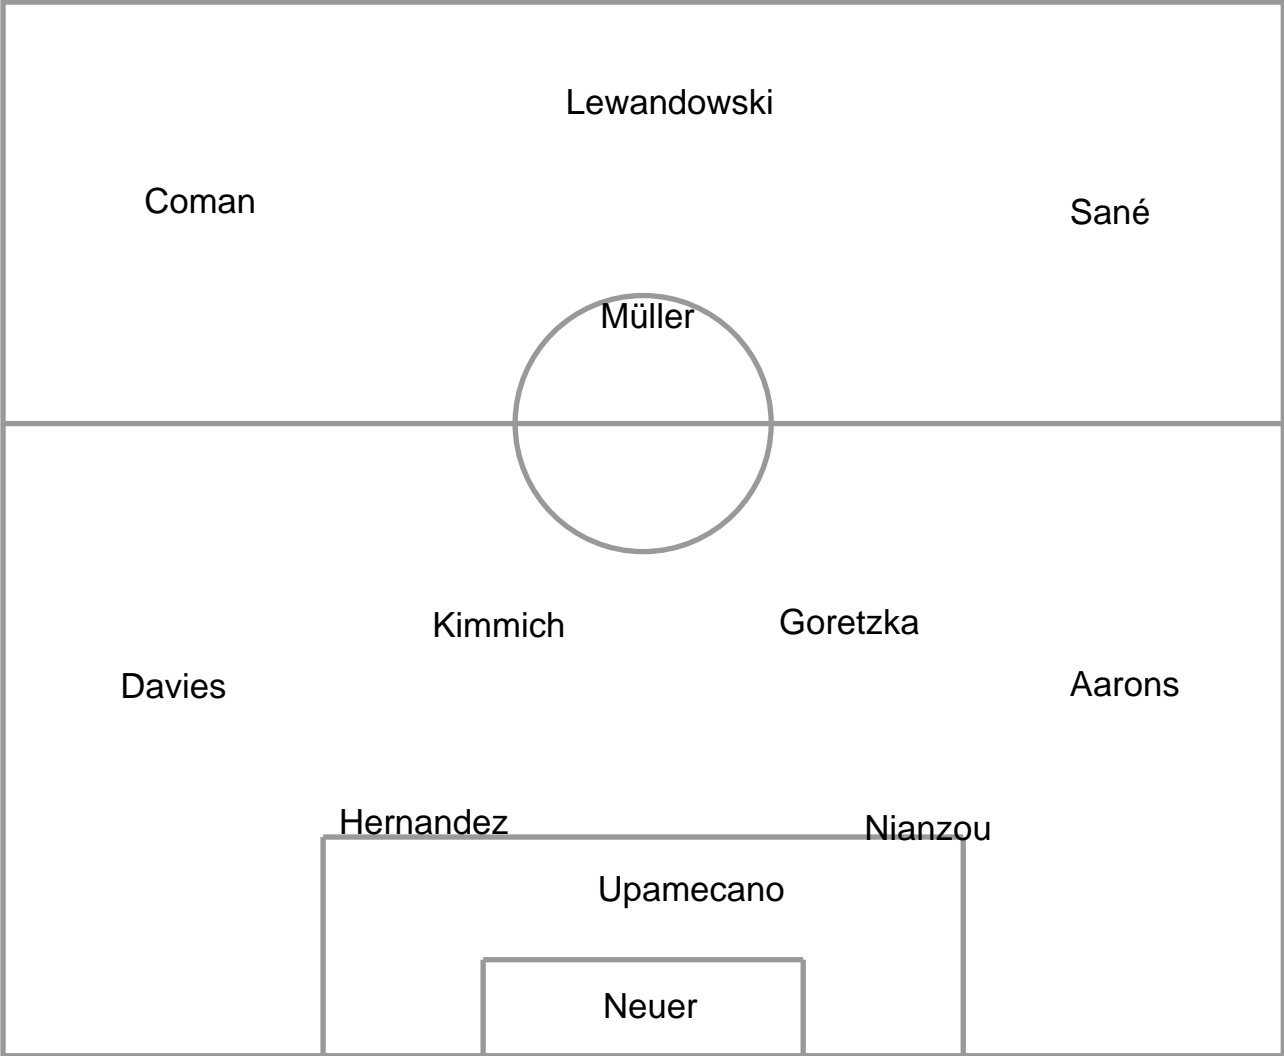 Lewandowski
Coman
Sané
Müller
Kimmich
Goretzka
Davies
Aarons
Hernandez
Nianzou
Upamecano
Neuer